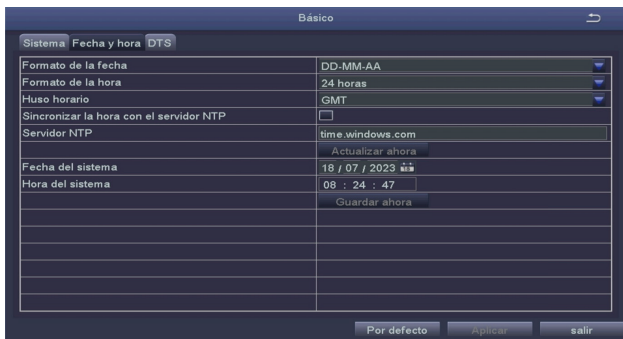 Básico
Sistema Fecha y hora DTS
Formato de la fecha DD-MM-AA
Formato de la hora 24 horas
Huso horario GMT
Sincronizar la hora con el servidor NTP
Servidor NTP time.windows.com
Actualizar ahora
Fecha del sistema 18 / 07 / 2023 18
Hora del sistema 08 : 24 : 47
Guardar ahora
Por defecto Aplicar salir